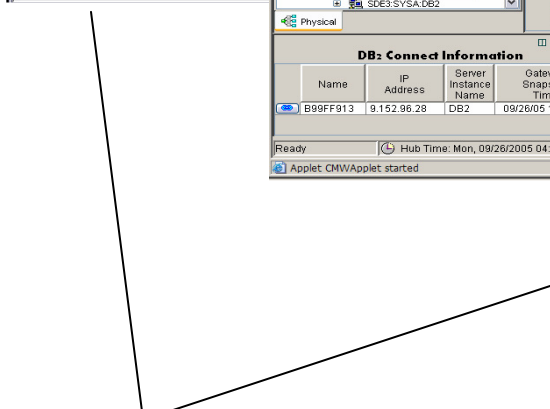 SDE3:SYSA:DB2
Physical
DB2 Connect Information
Name IP Address Server Instance Name
B99FF913 9.152.96.28 DB2 09/26/05
Ready Hub Time: Mon, 09/26/2005 04:
Applet CMWApplet started